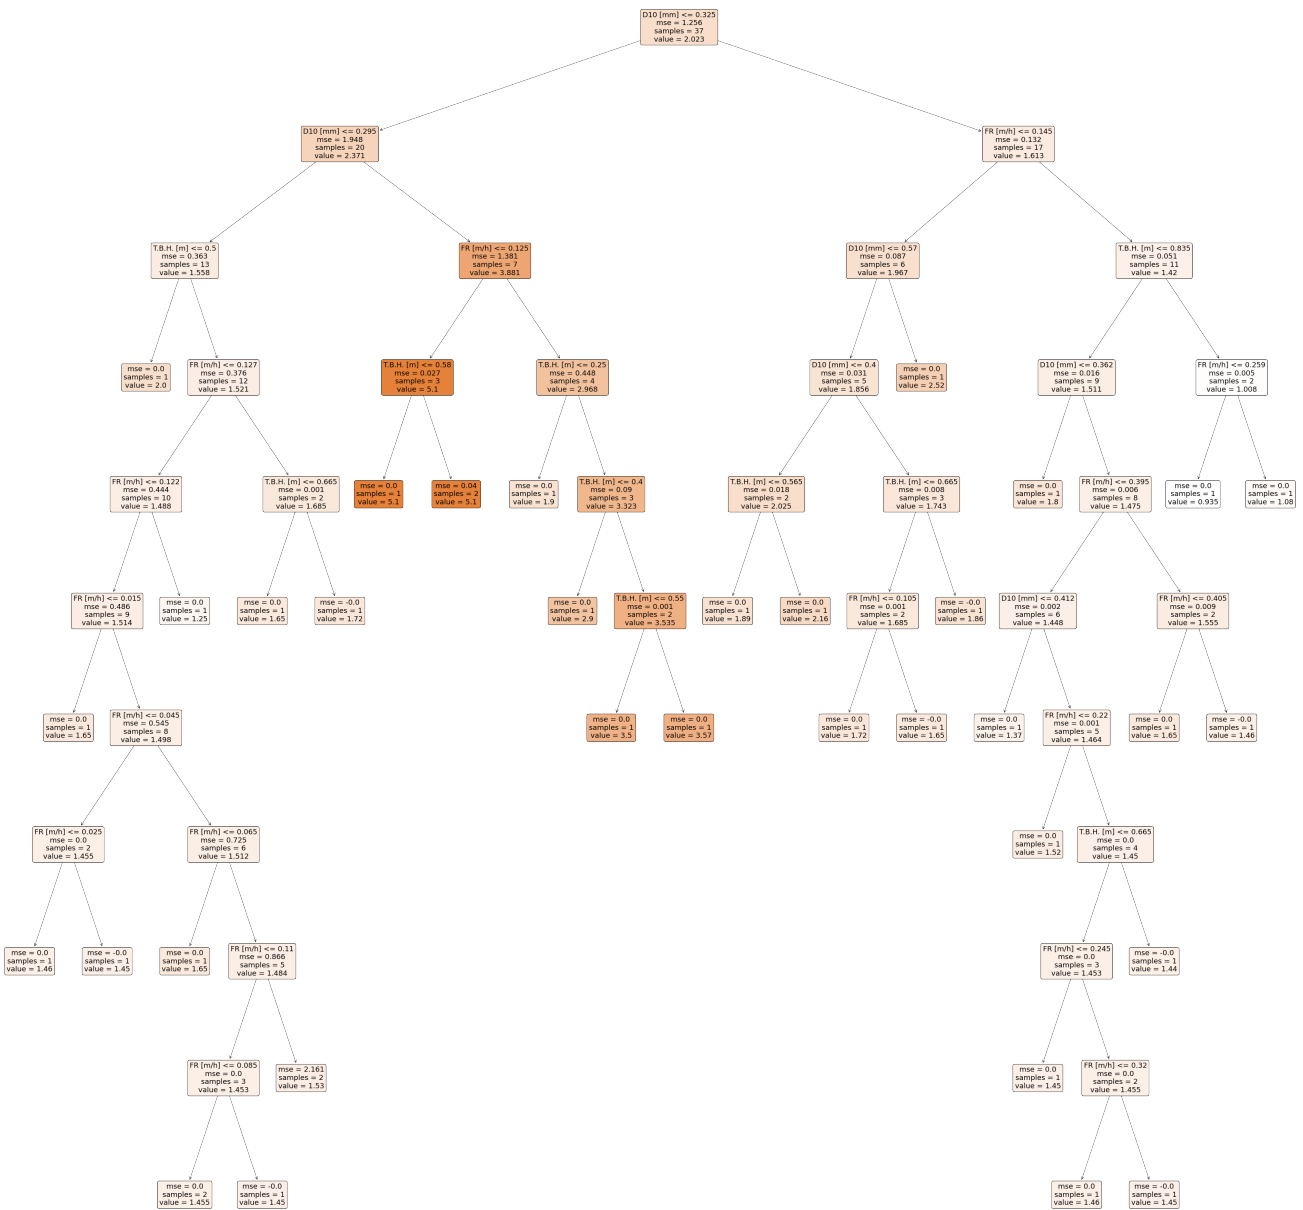 D10 [mm] <= 0.325
mse = 1.256
samples = 37
value = 2.023
D10 [mm] <= 0.295
mse = 1.948
samples = 20
value = 2.371
FR [m/h] <= 0.145
mse = 0.132
samples = 17
value = 1.613
T.B.H. [m] <= 0.5
mse = 0.363
samples = 13
value = 1.558
FR [m/h] <= 0.125
mse = 1.381
samples = 7
value = 3.881
D10 [mm] <= 0.57
mse = 0.087
samples = 6
value = 1.967
T.B.H. [m] <= 0.835
mse = 0.051
samples = 11
value = 1.42
mse = 0.0
samples = 1
value = 2.0
FR [m/h] <= 0.127
mse = 0.376
samples = 12
value = 1.521
T.B.H. [m] <= 0.58
mse = 0.027
samples = 3
value = 5.1
T.B.H. [m] <= 0.25
mse = 0.448
samples = 4
value = 2.968
D10 [mm] <= 0.4
mse = 0.031
samples = 5
value = 1.856
mse = 0.0
samples = 1
value = 2.52
D10 [mm] <= 0.362
mse = 0.016
samples = 9
value = 1.511
FR [m/h] <= 0.259
mse = 0.005
samples = 2
value = 1.008
FR [m/h] <= 0.122
mse = 0.444
samples = 10
value = 1.488
T.B.H. [m] <= 0.665
mse = 0.001
samples = 2
value = 1.685
mse = 0.0
samples = 1
value = 5.1
mse = 0.04
samples = 2
value = 5.1
mse = 0.0
samples = 1
value = 1.9
T.B.H. [m] <= 0.4
mse = 0.09
samples = 3
value = 3.323
T.B.H. [m] <= 0.565
mse = 0.018
samples = 2
value = 2.025
T.B.H. [m] <= 0.665
mse = 0.008
samples = 3
value = 1.743
mse = 0.0
samples = 1
value = 1.8
FR [m/h] <= 0.395
mse = 0.006
samples = 8
value = 1.475
mse = 0.0
samples = 1
value = 0.935
mse = 0.0
samples = 1
value = 1.08
FR [m/h] <= 0.015
mse = 0.486
samples = 9
value = 1.514
mse = 0.0
samples = 1
value = 1.25
mse = 0.0
samples = 1
value = 1.65
mse = -0.0
samples = 1
value = 1.72
mse = 0.0
samples = 1
value = 2.9
T.B.H. [m] <= 0.55
mse = 0.001
samples = 2
value = 3.535
mse = 0.0
samples = 1
value = 1.89
mse = 0.0
samples = 1
value = 2.16
FR [m/h] <= 0.105
mse = 0.001
samples = 2
value = 1.685
mse = -0.0
samples = 1
value = 1.86
D10 [mm] <= 0.412
mse = 0.002
samples = 6
value = 1.448
FR [m/h] <= 0.405
mse = 0.009
samples = 2
value = 1.555
mse = 0.0
samples = 1
value = 1.65
FR [m/h] <= 0.045
mse = 0.545
samples = 8
value = 1.498
mse = 0.0
samples = 1
value = 3.5
mse = 0.0
samples = 1
value = 3.57
mse = 0.0
samples = 1
value = 1.72
mse = -0.0
samples = 1
value = 1.65
mse = 0.0
samples = 1
value = 1.37
FR [m/h] <= 0.22
mse = 0.001
samples = 5
value = 1.464
mse = 0.0
samples = 1
value = 1.65
mse = -0.0
samples = 1
value = 1.46
FR [m/h] <= 0.025
mse = 0.0
samples = 2
value = 1.455
FR [m/h] <= 0.065
mse = 0.725
samples = 6
value = 1.512
mse = 0.0
samples = 1
value = 1.52
T.B.H. [m] <= 0.665
mse = 0.0
samples = 4
value = 1.45
mse = 0.0
samples = 1
value = 1.46
mse = -0.0
samples = 1
value = 1.45
mse = 0.0
samples = 1
value = 1.65
FR [m/h] <= 0.11
mse = 0.866
samples = 5
value = 1.484
FR [m/h] <= 0.245
mse = 0.0
samples = 3
value = 1.453
mse = -0.0
samples = 1
value = 1.44
FR [m/h] <= 0.085
mse = 0.0
samples = 3
value = 1.453
mse = 2.161
samples = 2
value = 1.53
mse = 0.0
samples = 1
value = 1.45
FR [m/h] <= 0.32
mse = 0.0
samples = 2
value = 1.455
mse = 0.0
samples = 2
value = 1.455
mse = -0.0
samples = 1
value = 1.45
mse = 0.0
samples = 1
value = 1.46
mse = -0.0
samples = 1
value = 1.45